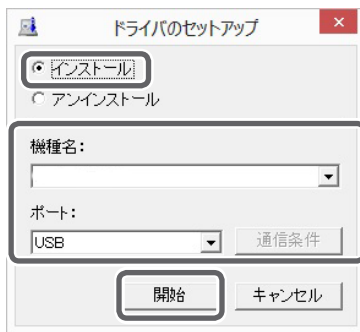 ドライバのセットアップ
インストール
アンインストール
機種名:
ポート:
USB 通信条件
開始 キャンセル